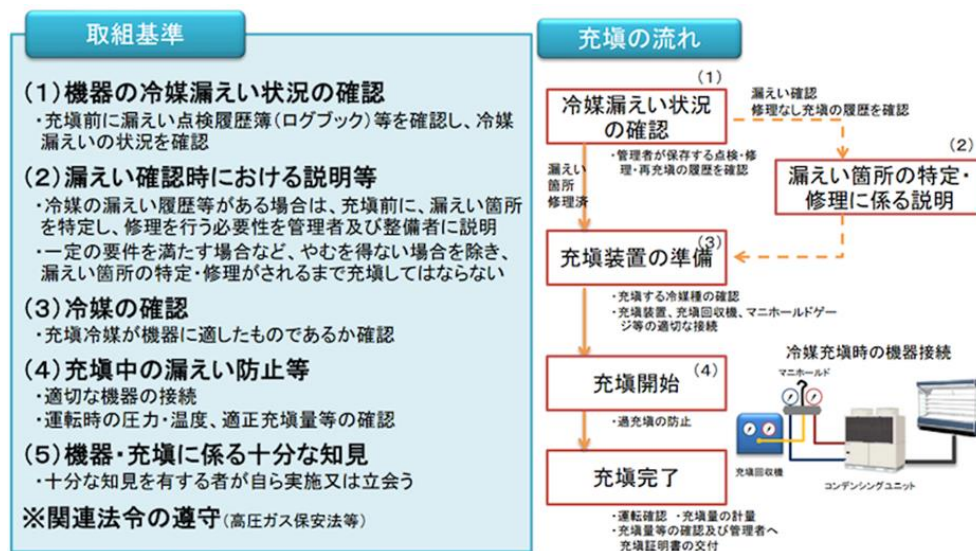 取組基準
(1)機器の冷媒漏えい状況の確認
・充塡前に漏えい点検履歴簿(ログブック)等を確認し、冷媒
漏えいの状況を確認
(2)漏えい確認時における説明等
・冷媒の漏えい履歴等がある場合は、充塡前に、漏えい箇所
を特定し、修理を行う必要性を管理者及び整備者に説明
・一定の要件を満たす場合など、やむを得ない場合を除き、
漏えい箇所の特定・修理がされるまで充塡してはならない
(3)冷媒の確認
・充塡冷媒が機器に適したものであるか確認
(4)充塡中の漏えい防止等
・適切な機器の接続
・運転時の圧力・温度、適正充塡量等の確認
(5)機器・充塡に係る十分な知見
・十分な知見を有する者が自ら実施又は立会う
※関連法令の遵守(高圧ガス保安法等)
充塡の流れ
(1)
冷媒漏えい状況
の確認
漏えい確認
修理なし充塡の履歴を確認
・管理者が保存する点検・修
理・再充塡の履歴を確認
漏えい
箇所
修理済
(2)
漏えい箇所の特定・
修理に係る説明
(3)
充塡装置の準備
・充塡する冷媒種の確認
・充塡装置、充塡回収機、マニホールドゲー
ジ等の適切な接続
(4)
充塡開始
・過充塡の防止
充塡完了
・運転確認 ・充塡量の計量
・充塡量等の確認及び管理者へ
充塡証明書の交付
冷媒充塡時の機器接続
マニホールド
充塡回収機
コンデンシングユニット